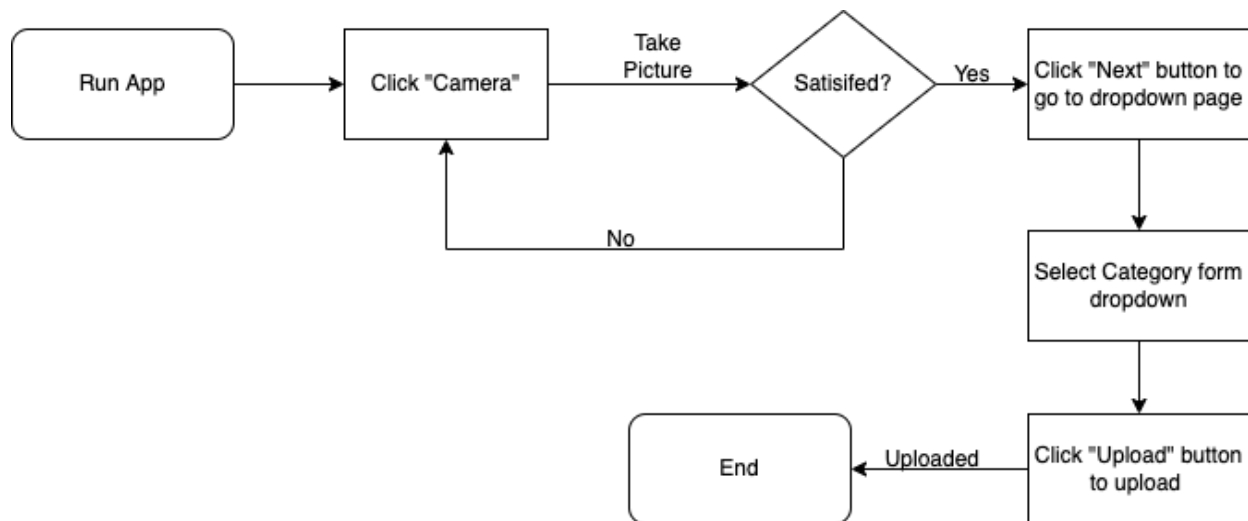 Run App
Click "Camera"
Take
Picture
Satisifed?
Yes
Click "Next" button to
go to dropdown page
No
Select Category form
dropdown
Click "Upload" button
to upload
Uploaded
End